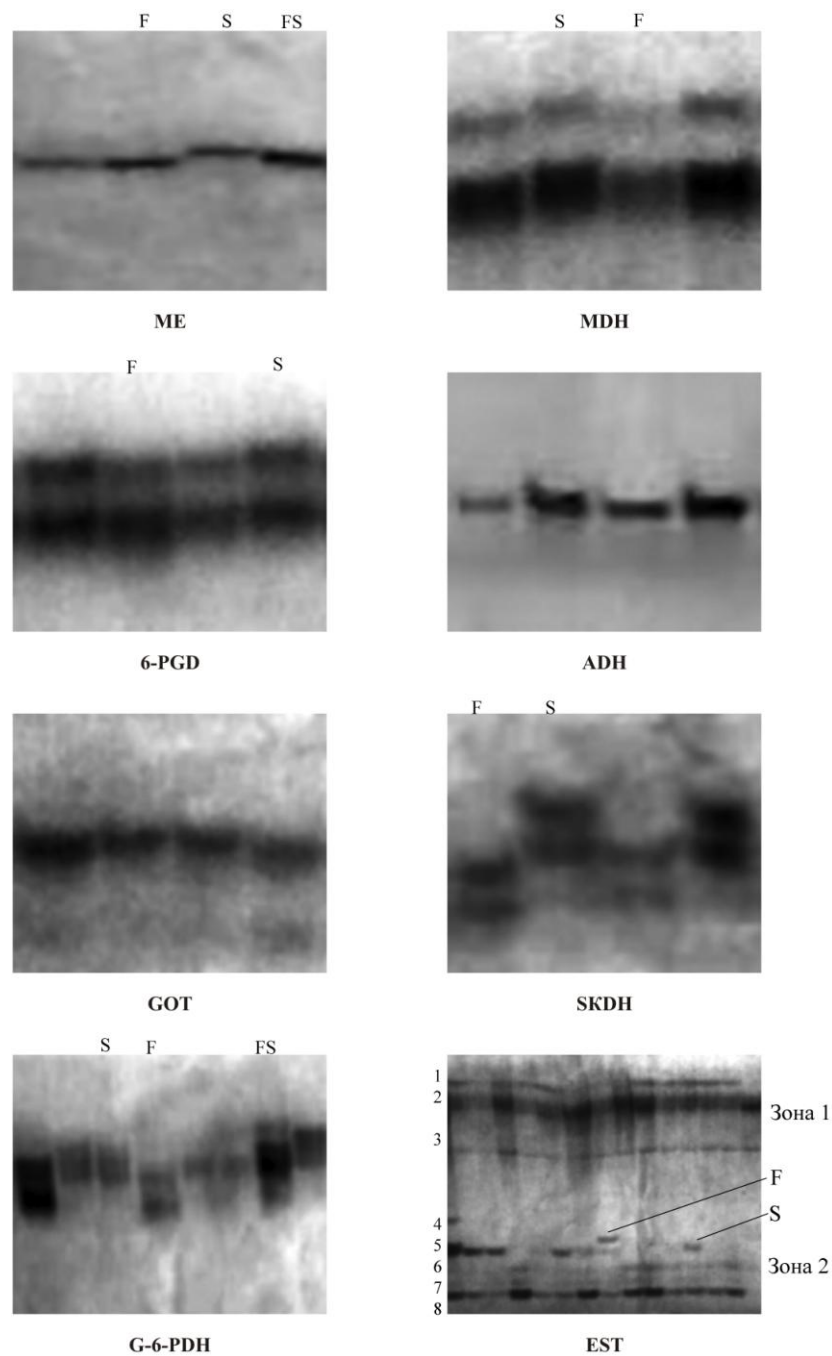 F S FS
S F
ME
MDH
F S
6-PGD
ADH
F S
GOT
SKDH
S F FS
1
2
Зона 1
3
F
S
4
5
Зона 2
6
7
8
G-6-PDH
EST